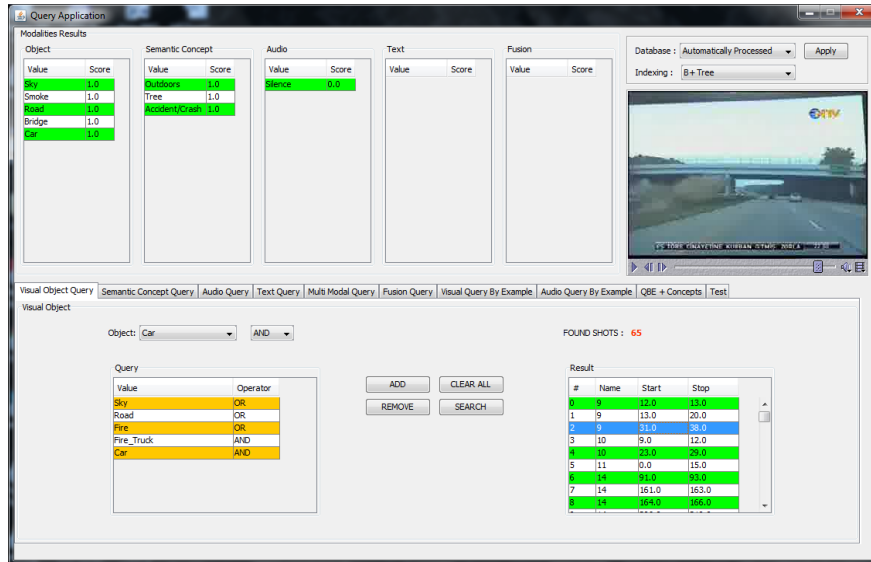 Query Application
Modalities Results
Object Semantic Concept Audio Text Fusion
Value Score Value Score Value Score Value Score Value Score
Sky 1.0 Outdoors 1.0 Silence 0.0
Smoke 1.0 Tree 1.0
Road 1.0 Accident/Crash 1.0
Bridge 1.0
Car 1.0
Database : Automatically Processed Apply
Indexing : B+Tree
NTV
Visual Object Query Semantic Concept Query Audio Query Text Query Multi Modal Query Fusion Query Visual Query By Example Audio Query By Example QBE + Concepts Test
Visual Object
Object: Car AND FOUND SHOTS : 65
Query
Value Operator
Sky OR
Road OR
Fire OR
Fire_Truck AND
Car AND
ADD CLEAR ALL
REMOVE SEARCH
Result
# Name Start Stop
0 9 12.0 13.0
1 9 13.0 20.0
2 9 31.0 38.0
3 10 9.0 12.0
4 10 23.0 29.0
5 11 0.0 15.0
6 14 91.0 93.0
7 14 161.0 163.0
8 14 164.0 166.0